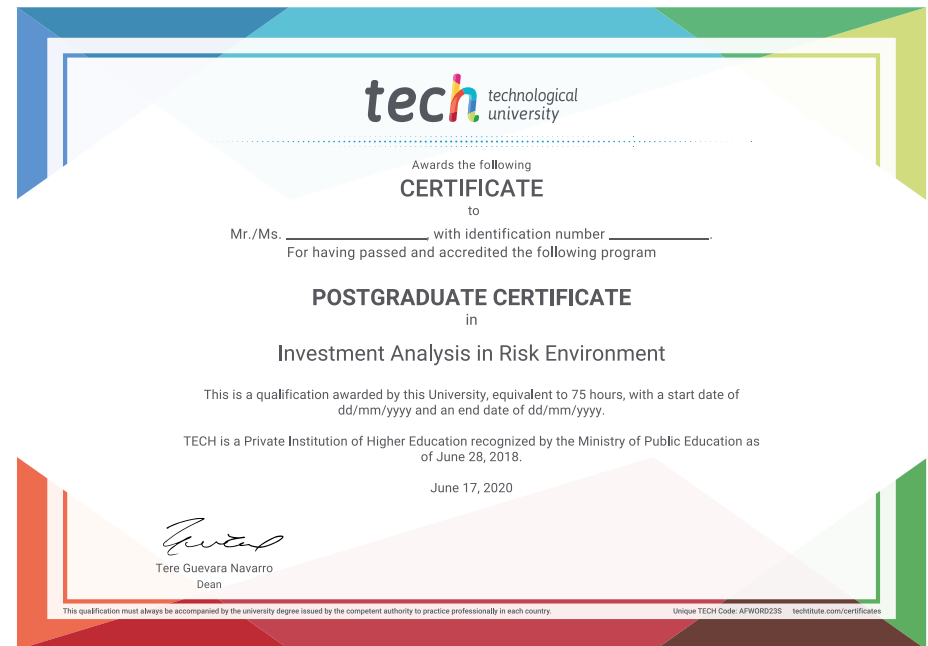 tech technological
university
Awards the following
CERTIFICATE
to
Mr./Ms. ____________________, with identification number ______________.
For having passed and accredited the following program
POSTGRADUATE CERTIFICATE
in
Investment Analysis in Risk Environment
This is a qualification awarded by this University, equivalent to 75 hours, with a start date of
dd/mm/yyyy and an end date of dd/mm/yyyy.
TECH is a Private Institution of Higher Education recognized by the Ministry of Public Education as
of June 28, 2018.
June 17, 2020
Tere Guevara Navarro
Dean
This qualification must always be accompanied by the university degree issued by the competent authority to practice professionally in each country.
Unique TECH Code: AFWORD23S techtitute.com/certificates